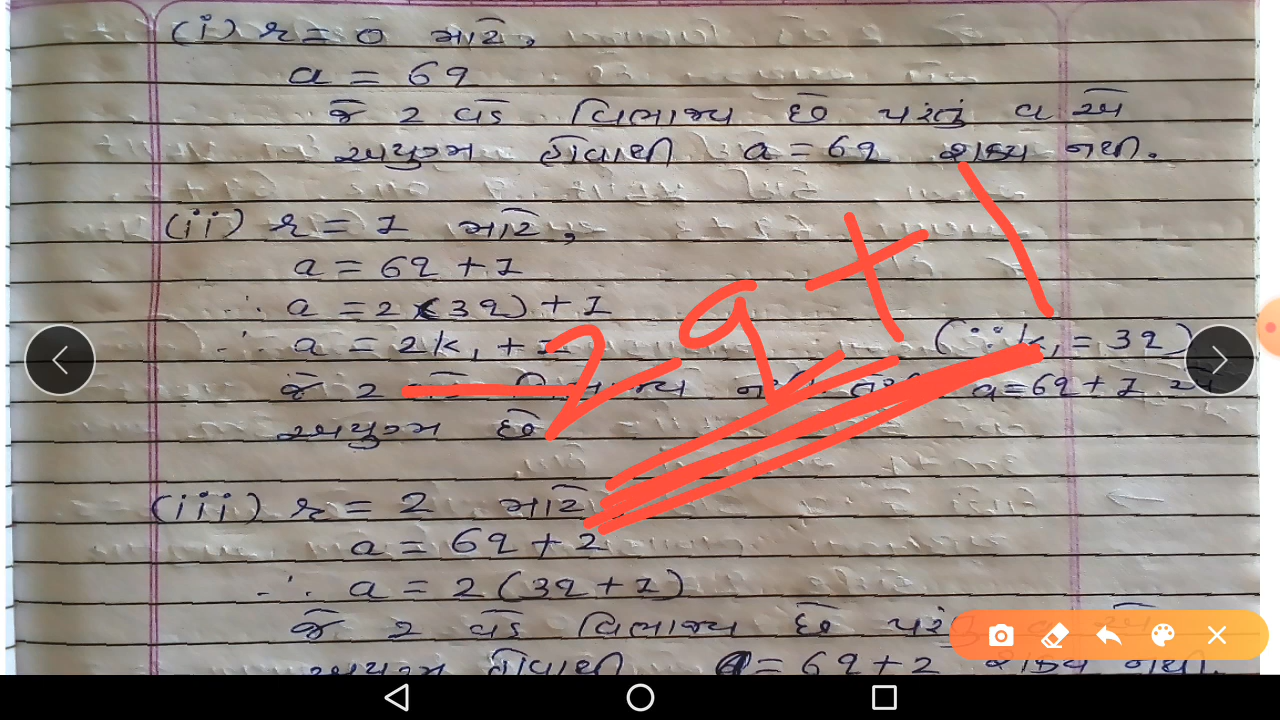 (i) r = 0 માટે,
a = 6q
જે 2 વડે વિભાજ્ય છે પરંતુ a એ
અયુગ્મ હોવાથી a = 6q શક્ય નથી.
(ii) r = 1 માટે,
a = 6q + 1
∴ a = 2(3q) + 1
∴ a = 2k₁ + 1 (∵ k₁ = 3q)
જે 2 વડે વિભાજ્ય નથી a = 6q + 1 એ
અયુગ્મ છે
2q + 1
(iii) r = 2 માટે
a = 6q + 2
∴ a = 2(3q + 1)
જે 2 વડે વિભાજ્ય છે પરંતુ a એ
અયુગ્મ હોવાથી a = 6q + 2 શક્ય નથી.